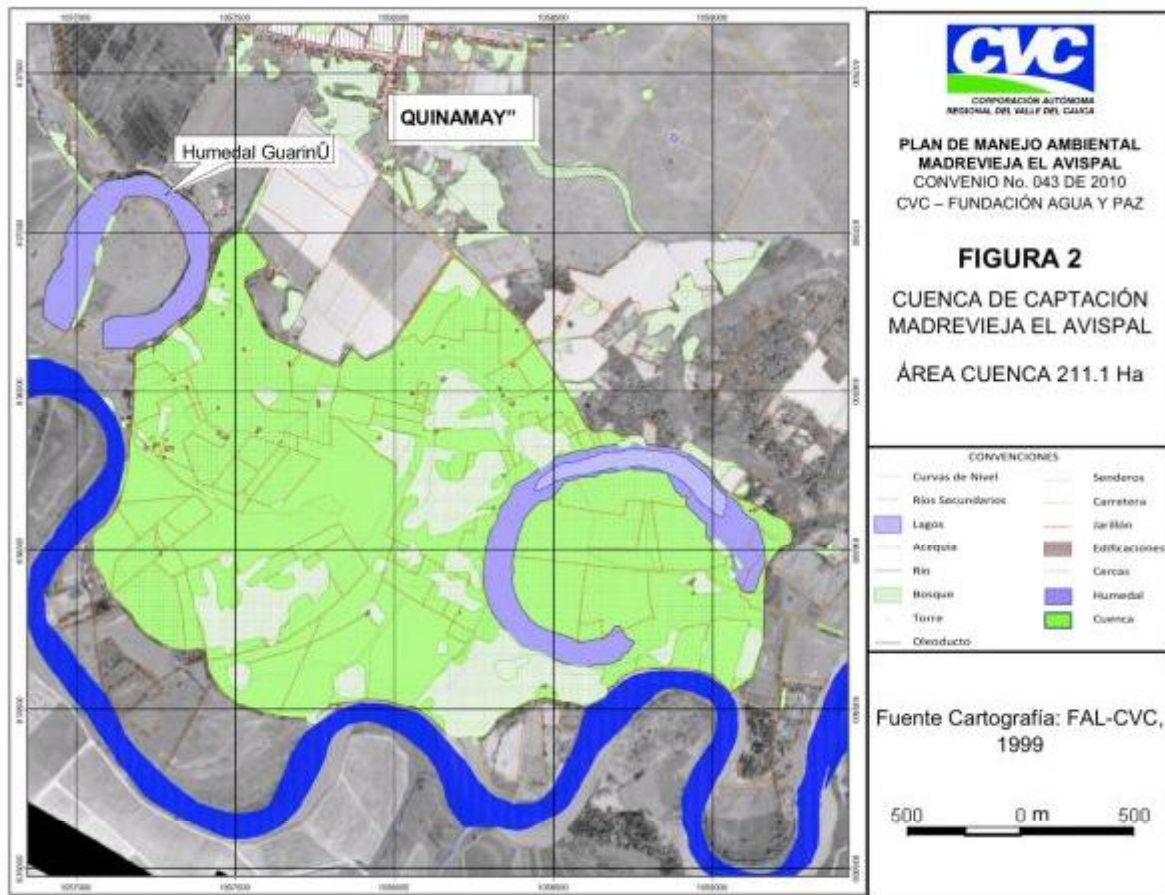 QUINAMAY"
Humedal GuarinÛ
CVC
CORPORACIÓN AUTÓNOMA
REGIONAL DEL VALLE DEL CAUCA
PLAN DE MANEJO AMBIENTAL
MADREVIEJA EL AVISPAL
CONVENIO No. 043 DE 2010
CVC – FUNDACIÓN AGUA Y PAZ
FIGURA 2
CUENCA DE CAPTACIÓN
MADREVIEJA EL AVISPAL
ÁREA CUENCA 211.1 Ha
CONVENCIONES
Curvas de Nivel
Ríos Secundarios
Lagos
Acequia
Río
Bosque
Torre
Oleoducto
Senderos
Carretera
Jarillón
Edificaciones
Cercas
Humedal
Cuenca
Fuente Cartografía: FAL-CVC,
1999
500 0 m 500